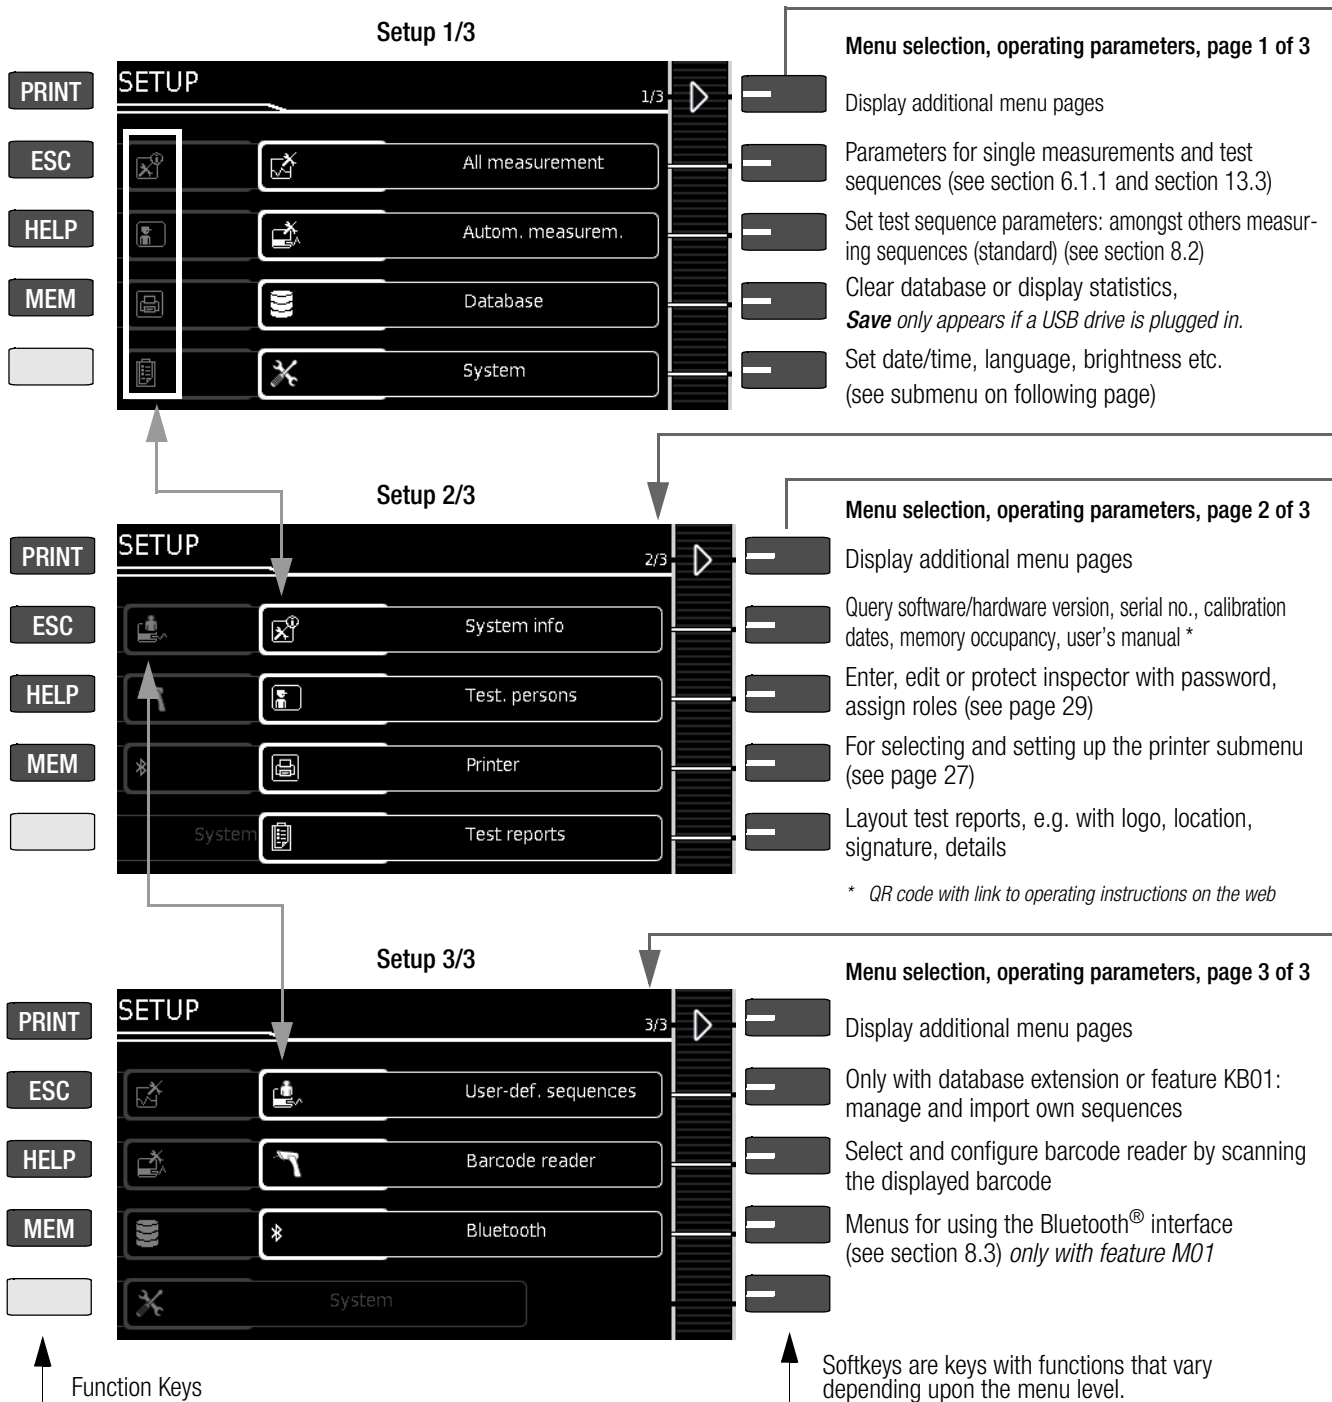 Setup 1/3
Menu selection, operating parameters, page 1 of 3
PRINT
SETUP
1/3
Display additional menu pages
ESC
All measurement
Parameters for single measurements and test
sequences (see section 6.1.1 and section 13.3)
HELP
Autom. measurem.
Set test sequence parameters: amongst others measur-
ing sequences (standard) (see section 8.2)
MEM
Database
Clear database or display statistics,
Save only appears if a USB drive is plugged in.
System
Set date/time, language, brightness etc.
(see submenu on following page)
Setup 2/3
Menu selection, operating parameters, page 2 of 3
PRINT
SETUP
2/3
Display additional menu pages
ESC
System info
Query software/hardware version, serial no., calibration
dates, memory occupancy, user's manual *
HELP
Test. persons
Enter, edit or protect inspector with password,
assign roles (see page 29)
MEM
Printer
For selecting and setting up the printer submenu
(see page 27)
System
Test reports
Layout test reports, e.g. with logo, location,
signature, details
* QR code with link to operating instructions on the web
Setup 3/3
Menu selection, operating parameters, page 3 of 3
PRINT
SETUP
3/3
Display additional menu pages
ESC
User-def. sequences
Only with database extension or feature KB01:
manage and import own sequences
HELP
Barcode reader
Select and configure barcode reader by scanning
the displayed barcode
MEM
Bluetooth
Menus for using the Bluetooth® interface
(see section 8.3) only with feature M01
System
Function Keys
Softkeys are keys with functions that vary
depending upon the menu level.